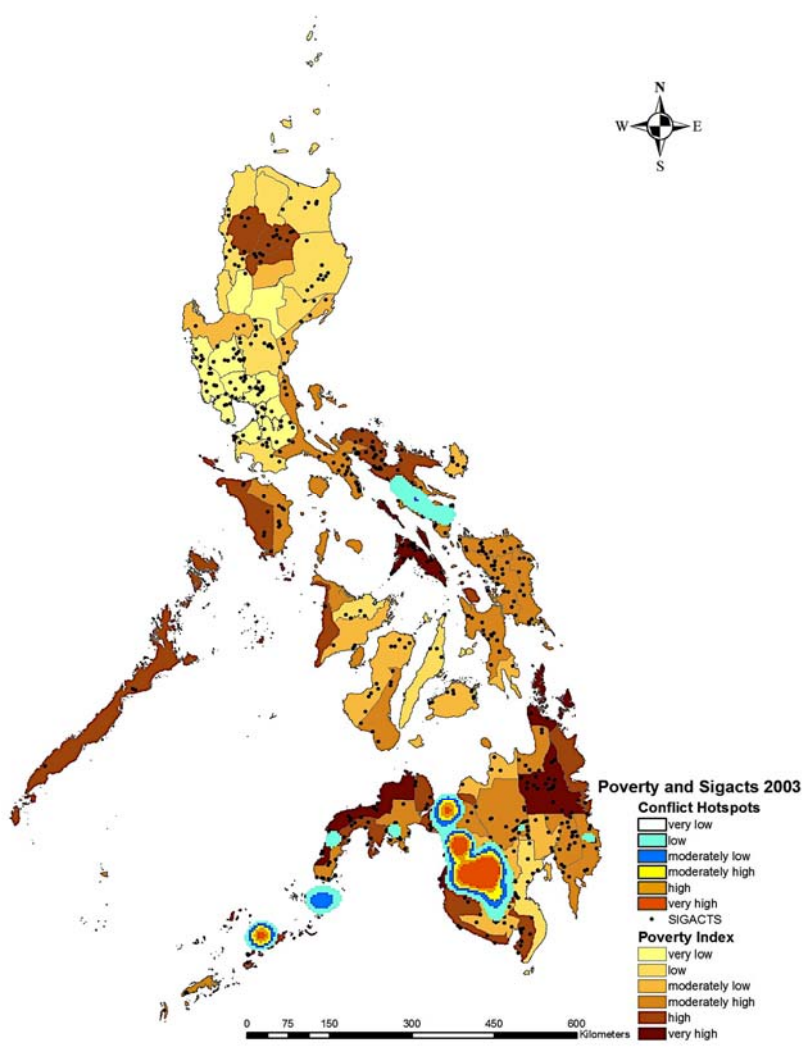 N
W E
S
Poverty and Sigacts 2003
Conflict Hotspots
very low
low
moderately low
moderately high
high
very high
SIGACTS
Poverty Index
very low
low
moderately low
moderately high
high
very high
0 75 150 300 450 600
Kilometers